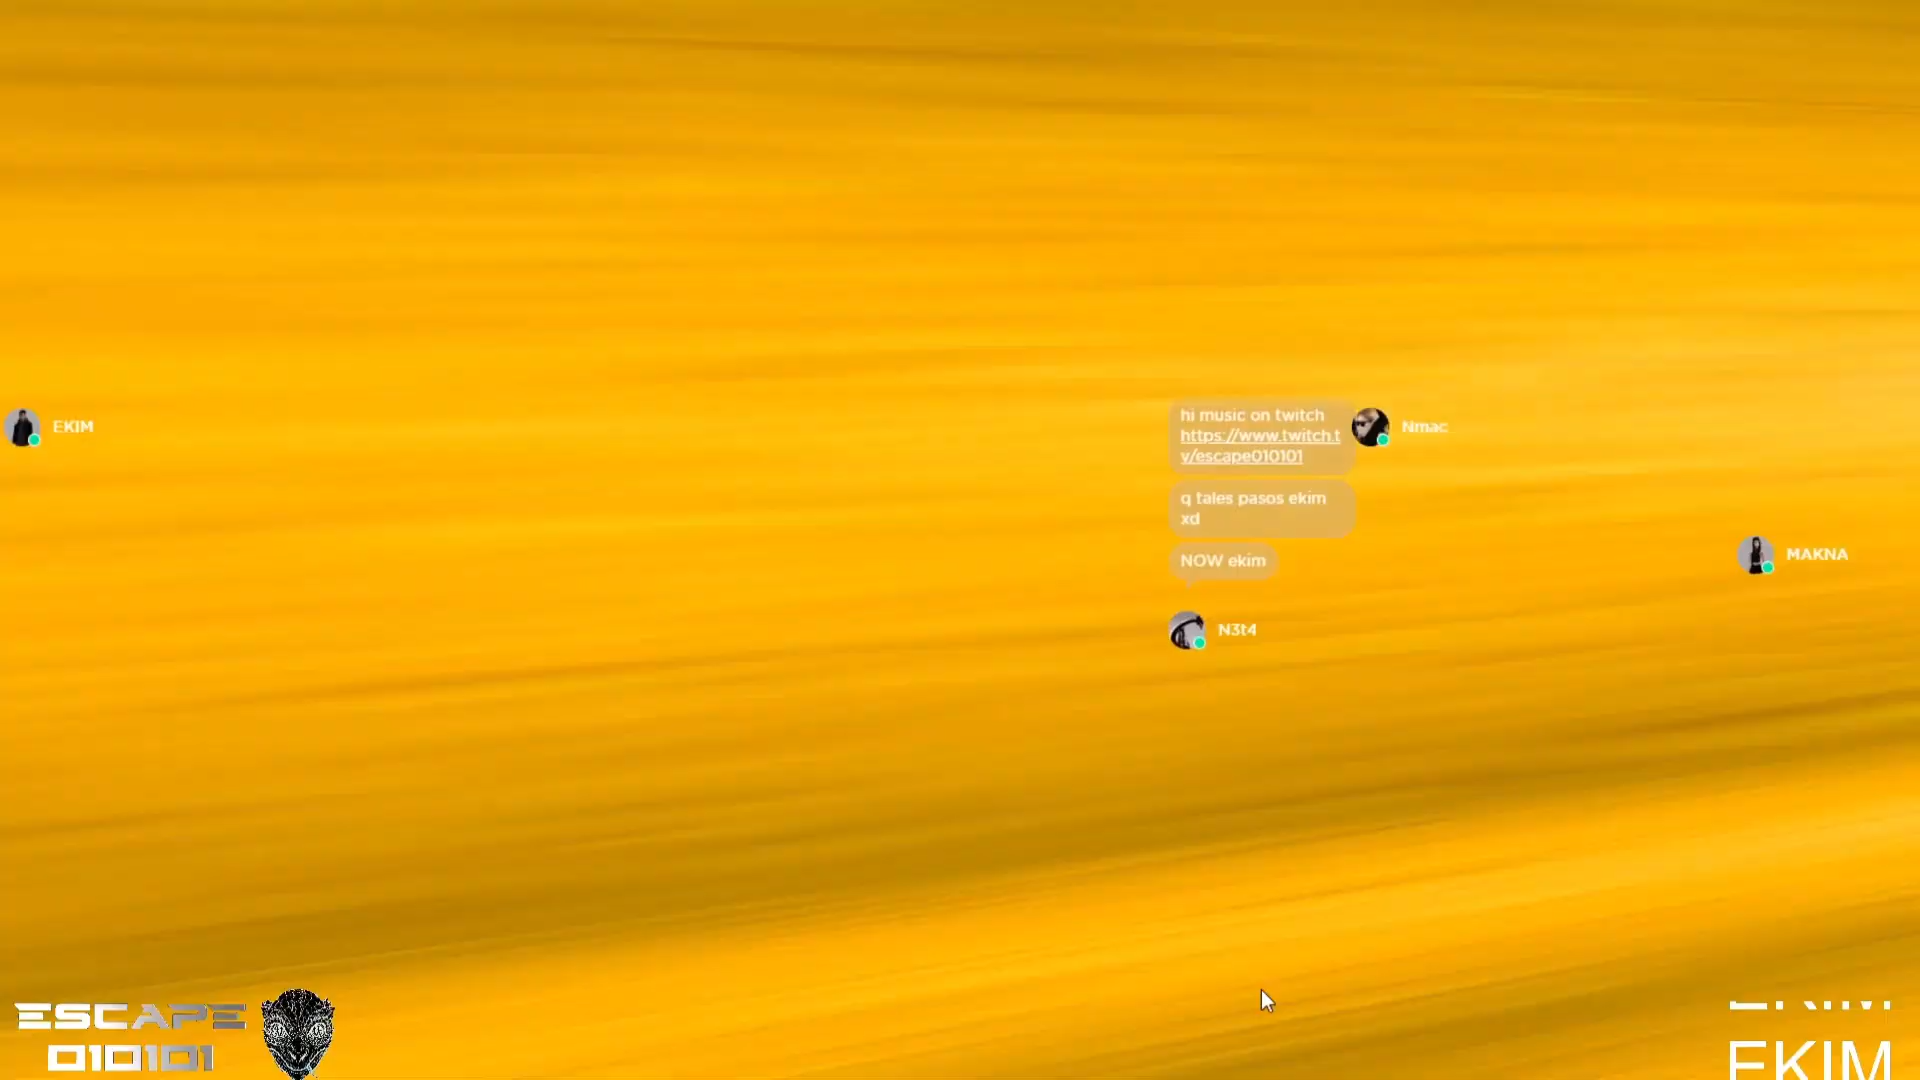 EKIM
hi music on twitch
https://www.twitch.t
v/escape010101
Nmac
q tales pasos ekim
xd
NOW ekim
MAKNA
N3t4
ESCAPE
010101
EKIM
EKIM